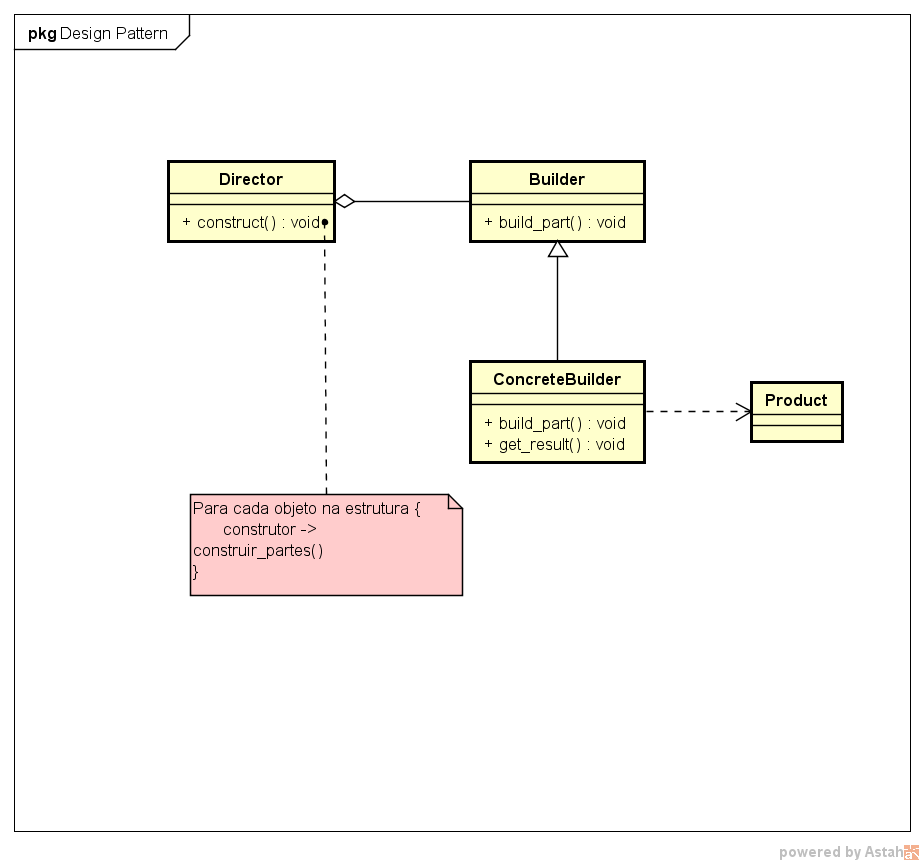 pkg Design Pattern
Director
+ construct() : void
Builder
+ build_part() : void
ConcreteBuilder
+ build_part() : void
+ get_result() : void
Product
Para cada objeto na estrutura {
construtor ->
construir_partes()
}
powered by Astah